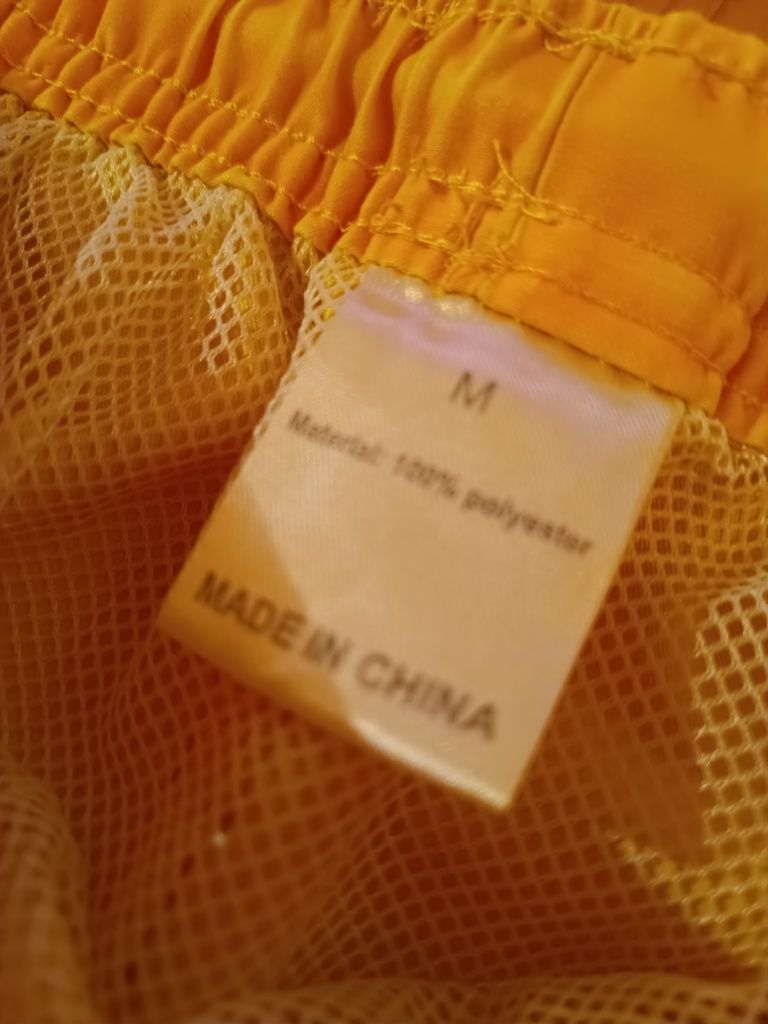 M
Material: 100% polyester
MADE IN CHINA